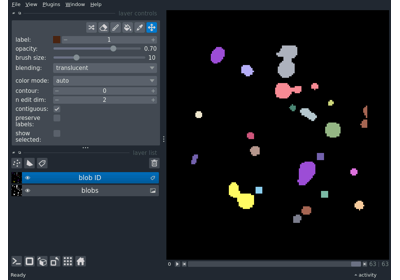 File View Plugins Window Help
layer controls
label: 1
opacity: 0.70
brush size: 10
blending: translucent
color mode: auto
contour: 0
n edit dim: 2
contiguous:
preserve
labels:
show
selected:
layer list
blob ID
blobs
0 63 63
Ready
activity